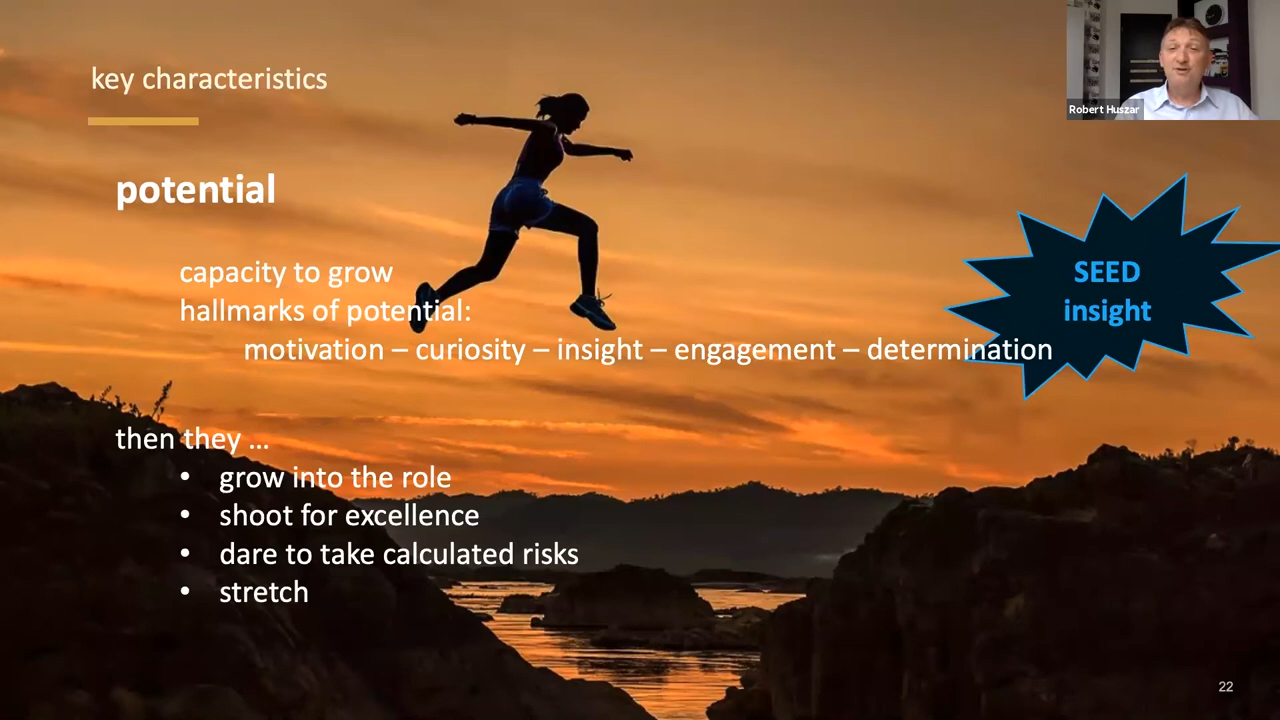 key characteristics
Robert Huszar
potential
SEED
insight
capacity to grow
hallmarks of potential:
motivation – curiosity – insight – engagement – determination
then they ...
• grow into the role
• shoot for excellence
• dare to take calculated risks
• stretch
22